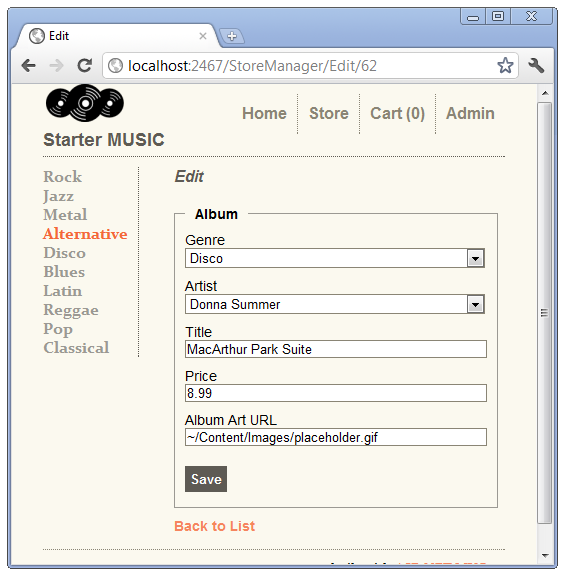 Edit
localhost:2467/StoreManager/Edit/62
Home Store Cart (0) Admin
Starter MUSIC
Rock
Jazz
Metal
Alternative
Disco
Blues
Latin
Reggae
Pop
Classical
Edit
Album
Genre
Disco
Artist
Donna Summer
Title
MacArthur Park Suite
Price
8.99
Album Art URL
~/Content/Images/placeholder.gif
Save
Back to List